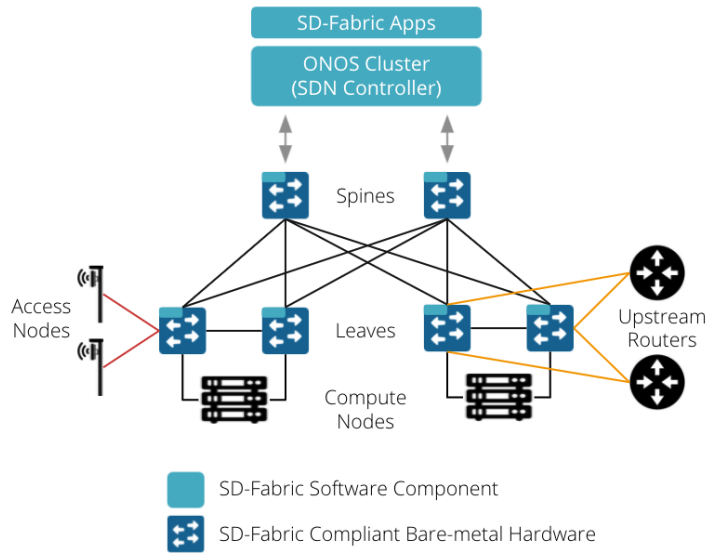 SD-Fabric Apps
ONOS Cluster
(SDN Controller)
Spines
Access
Nodes
Leaves
Upstream
Routers
Compute
Nodes
SD-Fabric Software Component
SD-Fabric Compliant Bare-metal Hardware